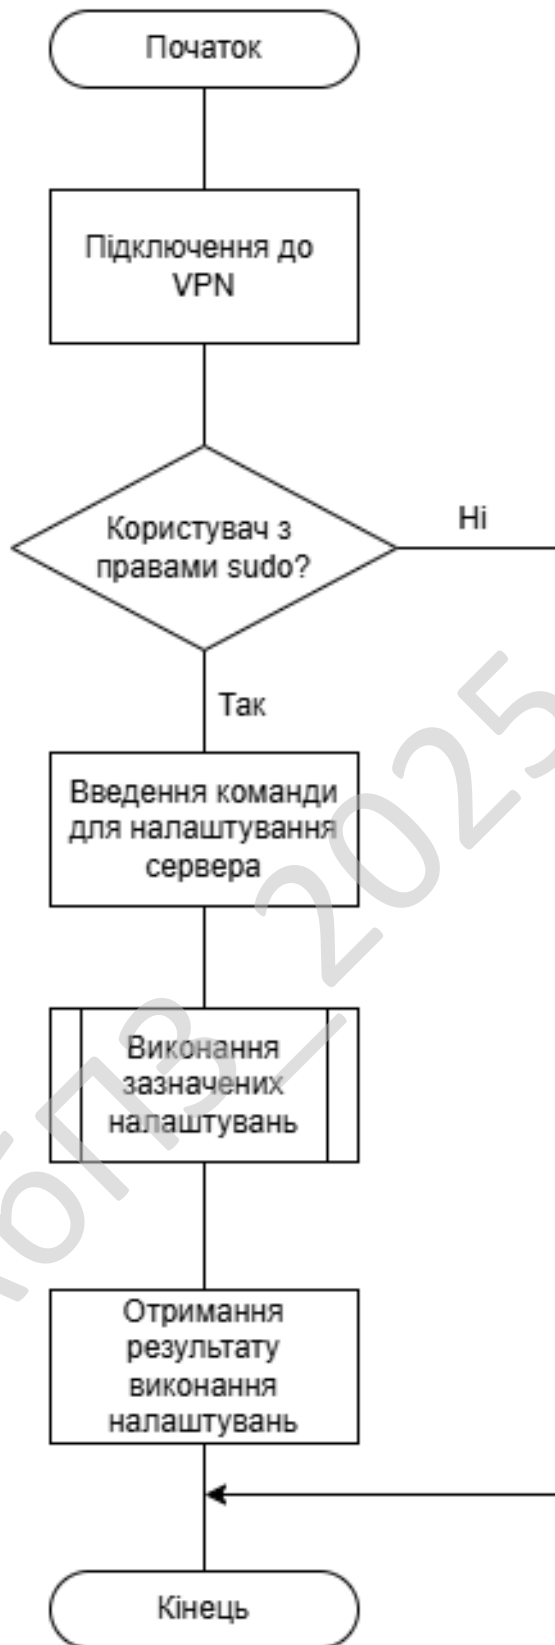 Початок
Підключення до
VPN
Користувач з
правами sudo?
Ні
Так
Введення команди
для налаштування
сервера
Виконання
зазначених
налаштувань
Отримання
результату
виконання
налаштувань
Кінець